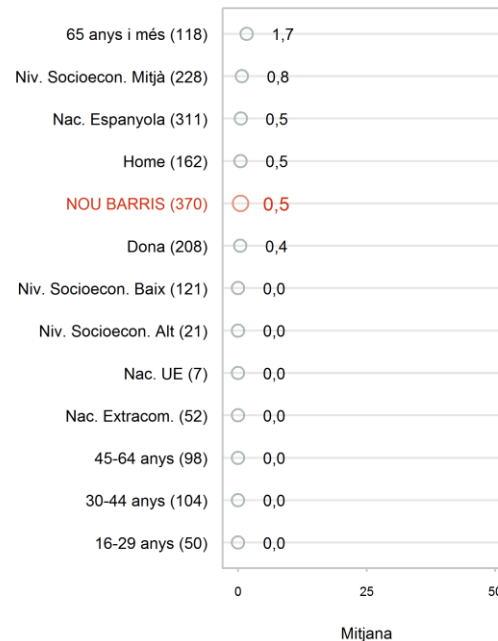 65 anys i més (118) 1,7
Niv. Socioecon. Mitjà (228) 0,8
Nac. Espanyola (311) 0,5
Home (162) 0,5
NOU BARRIS (370) 0,5
Dona (208) 0,4
Niv. Socioecon. Baix (121) 0,0
Niv. Socioecon. Alt (21) 0,0
Nac. UE (7) 0,0
Nac. Extracom. (52) 0,0
45-64 anys (98) 0,0
30-44 anys (104) 0,0
16-29 anys (50) 0,0
0 25 50
Mitjana